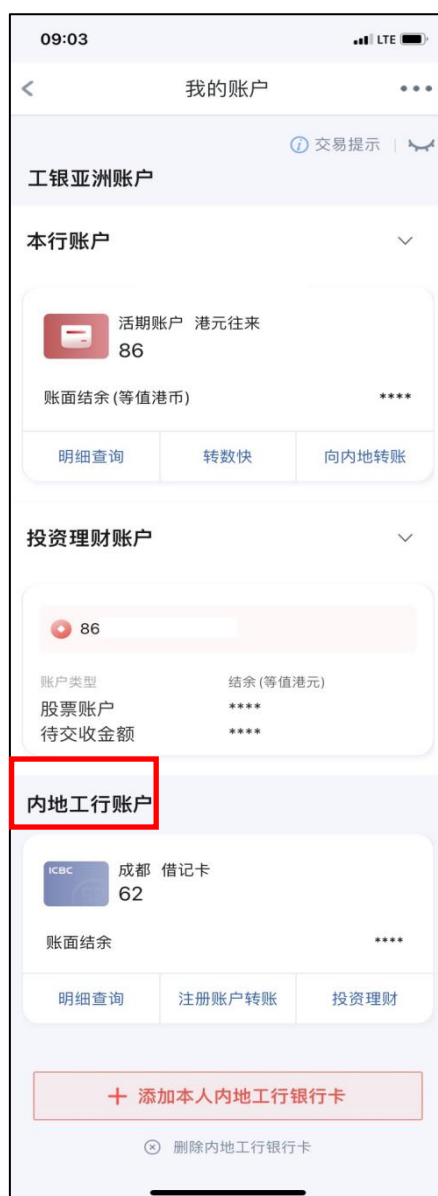 09:03 LTE
我的账户
交易提示
工银亚洲账户
本行账户
活期账户 港元往来
86
账面结余(等值港币) ****
明细查询 转数快 向内地转账
投资理财账户
86
账户类型 结余(等值港元)
股票账户 ****
待交收金额 ****
内地工行账户
ICBC 成都 借记卡
62
账面结余 ****
明细查询 注册账户转账 投资理财
+ 添加本人内地工行银行卡
删除内地工行银行卡